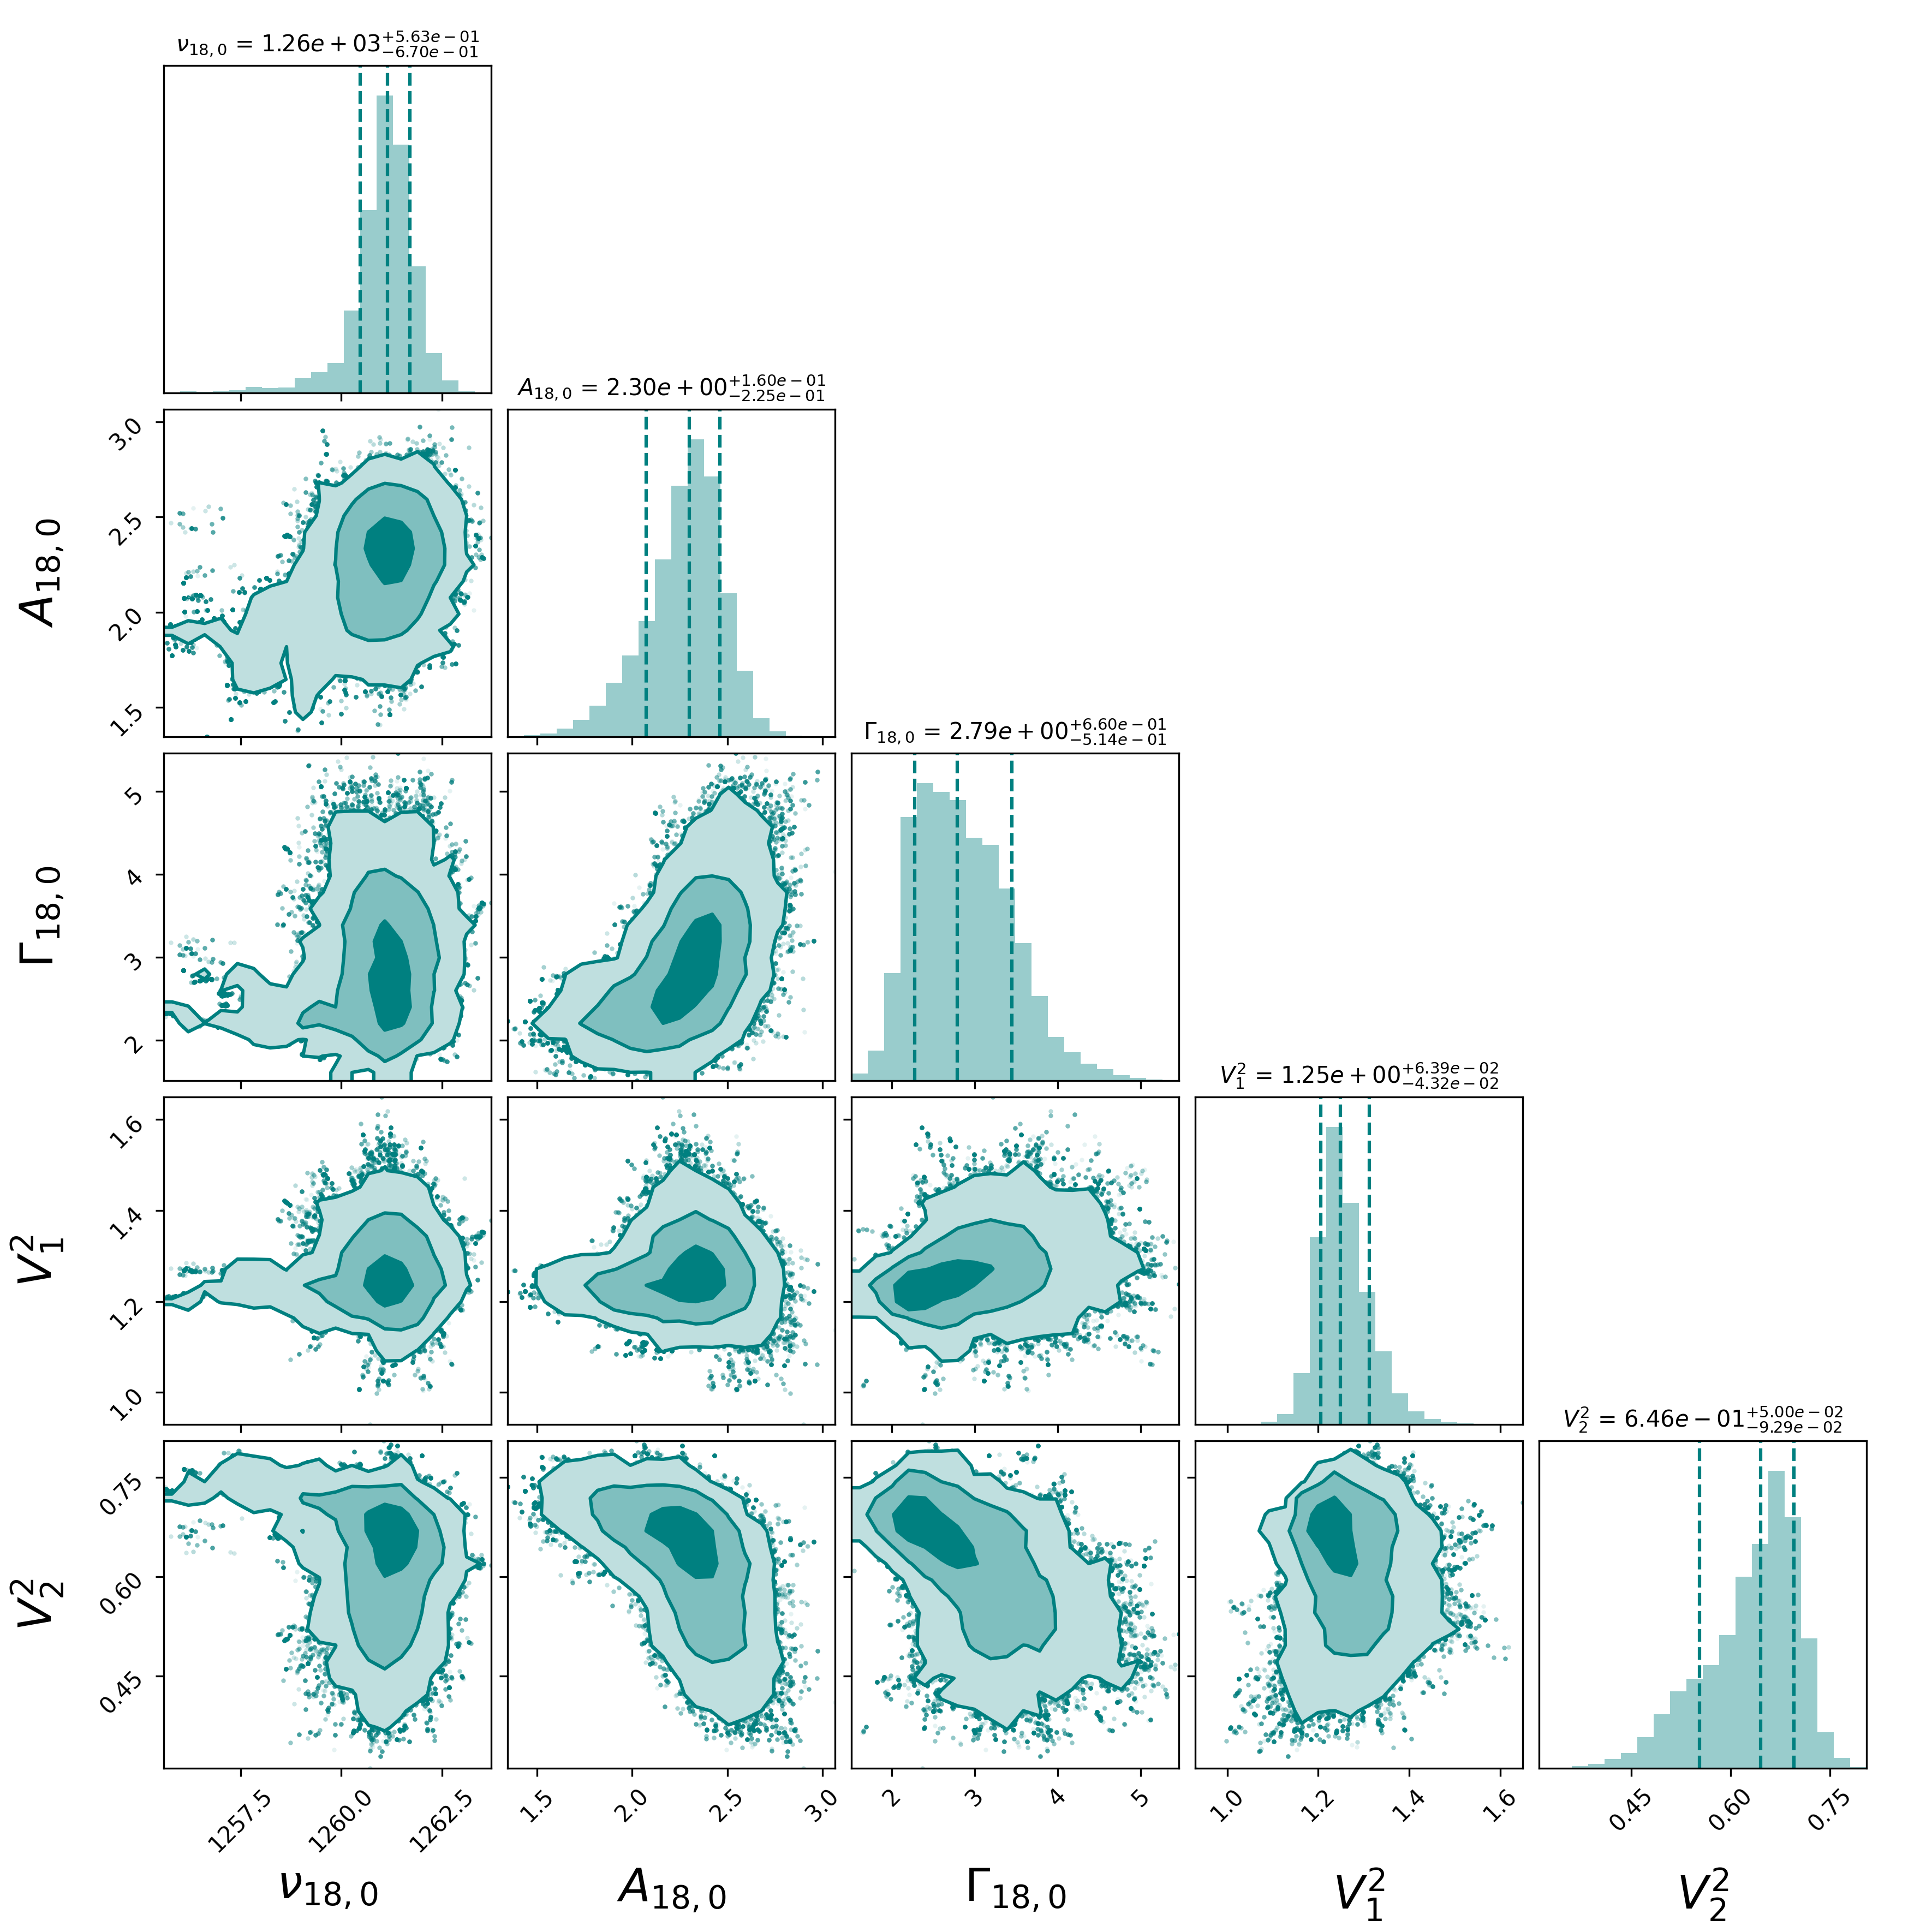 ν₁₈,₀ = 1.26e + 03 +5.63e − 01 −6.70e − 01
A₁₈,₀ = 2.30e + 00 +1.60e − 01 −2.25e − 01
3.0
2.5
2.0
1.5
A₁₈,₀
Γ₁₈,₀ = 2.79e + 00 +6.60e − 01 −5.14e − 01
5
4
3
2
Γ₁₈,₀
V₁² = 1.25e + 00 +6.39e − 02 −4.32e − 02
1.6
1.4
1.2
1.0
V₁²
V₂² = 6.46e − 01 +5.00e − 02 −9.29e − 02
0.75
0.60
0.45
V₂²
1257.5 1260.0 1262.5 1.5 2.0 2.5 3.0 2 3 4 5 1.0 1.2 1.4 1.6 0.45 0.60 0.75
ν₁₈,₀ A₁₈,₀ Γ₁₈,₀ V₁² V₂²